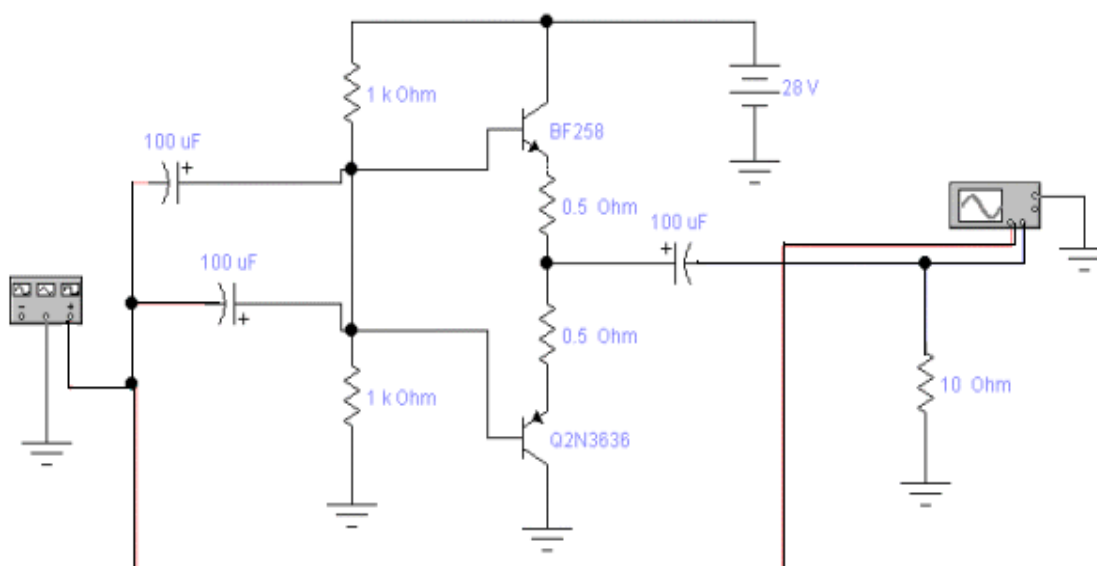 1 k Ohm
28 V
BF258
100 uF
+
0.5 Ohm
100 uF
+
100 uF
+
- +
0.5 Ohm
1 k Ohm
10 Ohm
Q2N3636